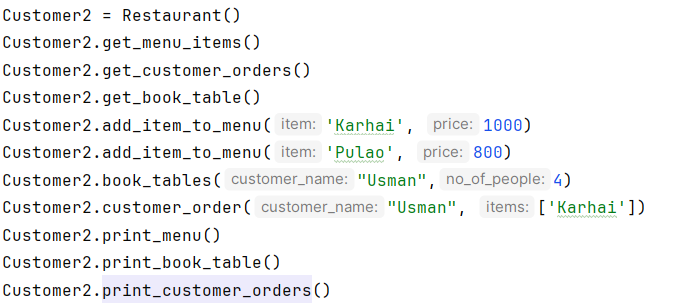 Customer2 = Restaurant()
Customer2.get_menu_items()
Customer2.get_customer_orders()
Customer2.get_book_table()
Customer2.add_item_to_menu( item: 'Karhai', price: 1000)
Customer2.add_item_to_menu( item: 'Pulao', price: 800)
Customer2.book_tables( customer_name: "Usman", no_of_people: 4)
Customer2.customer_order( customer_name: "Usman", items: ['Karhai'])
Customer2.print_menu()
Customer2.print_book_table()
Customer2.print_customer_orders()